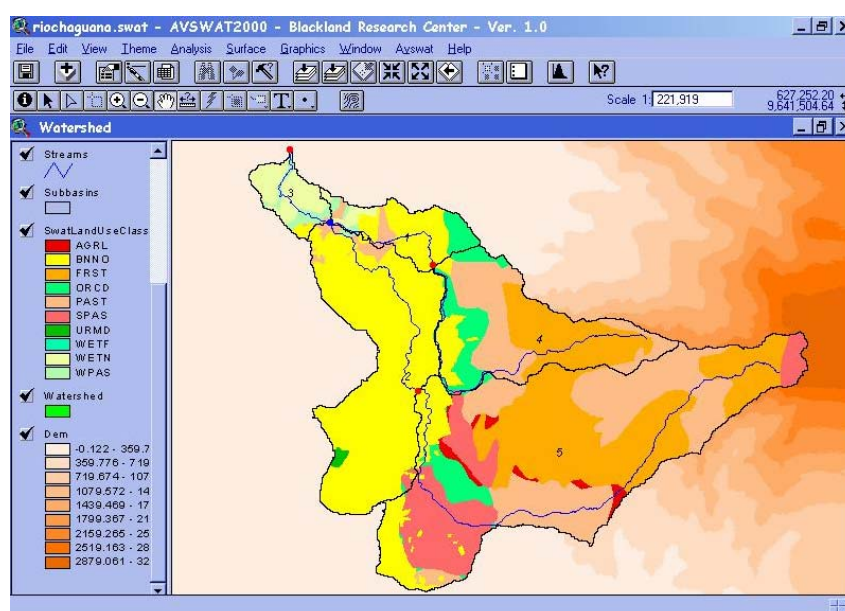 riochaguana.swat - AVSWAT2000 - Blackland Research Center - Ver. 1.0
File Edit View Theme Analysis Surface Graphics Window Avswat Help
Scale 1: 221,919
627,252.20
9,641,504.64
Watershed
Streams
Subbasins
SwatLandUseClass
AGRL
BNNO
FRST
ORCD
PAST
SPAS
URMD
WETF
WETN
WPAS
Watershed
Dem
-0.122 - 359.7
359.776 - 719
719.674 - 107
1079.572 - 14
1439.469 - 17
1799.367 - 21
2159.265 - 25
2519.163 - 28
2879.061 - 32
3
1
4
2
5